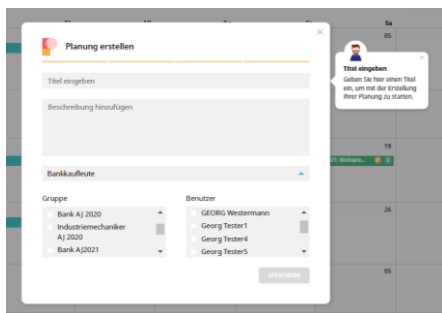 Sa
05
Planung erstellen
Titel eingeben
Geben Sie hier einen Titel
ein, um mit der Erstellung
Ihrer Planung zu starten.
Titel eingeben
Beschreibung hinzufügen
19
Bankkaufleute
Gruppe
Benutzer
Bank AJ 2020
Industriemechaniker
AJ 2020
Bank AJ2021
GEORG Westermann
Georg Tester1
Georg Tester4
Georg Tester5
26
SPEICHERN
05